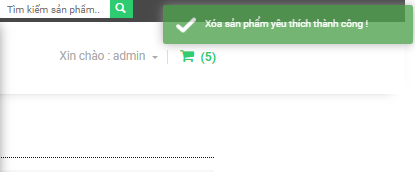 Tìm kiếm sản phẩm..
Xóa sản phẩm yêu thích thành công !
Xin chào : admin
(5)